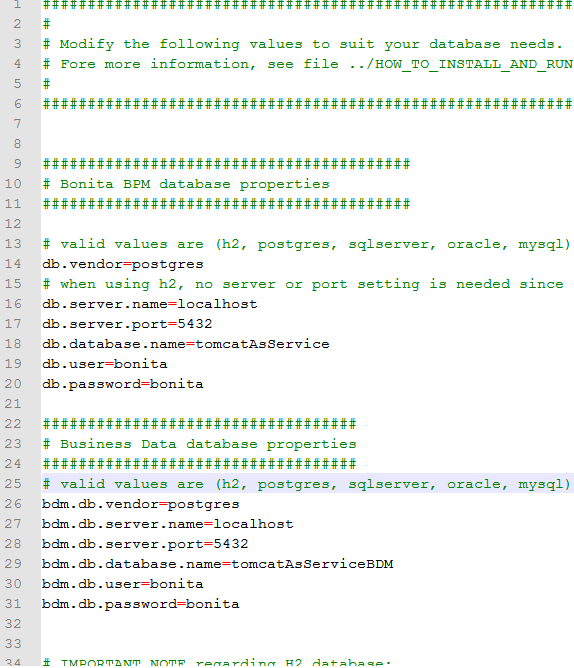 1 ###########################################################
2 #
3 # Modify the following values to suit your database needs.
4 # Fore more information, see file ../HOW_TO_INSTALL_AND_RUN
5 #
6 ###########################################################
7
8
9 #########################################
10 # Bonita BPM database properties
11 #########################################
12
13 # valid values are (h2, postgres, sqlserver, oracle, mysql)
14 db.vendor=postgres
15 # when using h2, no server or port setting is needed since
16 db.server.name=localhost
17 db.server.port=5432
18 db.database.name=tomcatAsService
19 db.user=bonita
20 db.password=bonita
21
22 ###################################
23 # Business Data database properties
24 ###################################
25 # valid values are (h2, postgres, sqlserver, oracle, mysql)
26 bdm.db.vendor=postgres
27 bdm.db.server.name=localhost
28 bdm.db.server.port=5432
29 bdm.db.database.name=tomcatAsServiceBDM
30 bdm.db.user=bonita
31 bdm.db.password=bonita
32
33
34 # IMPORTANT NOTE regarding H2 database: